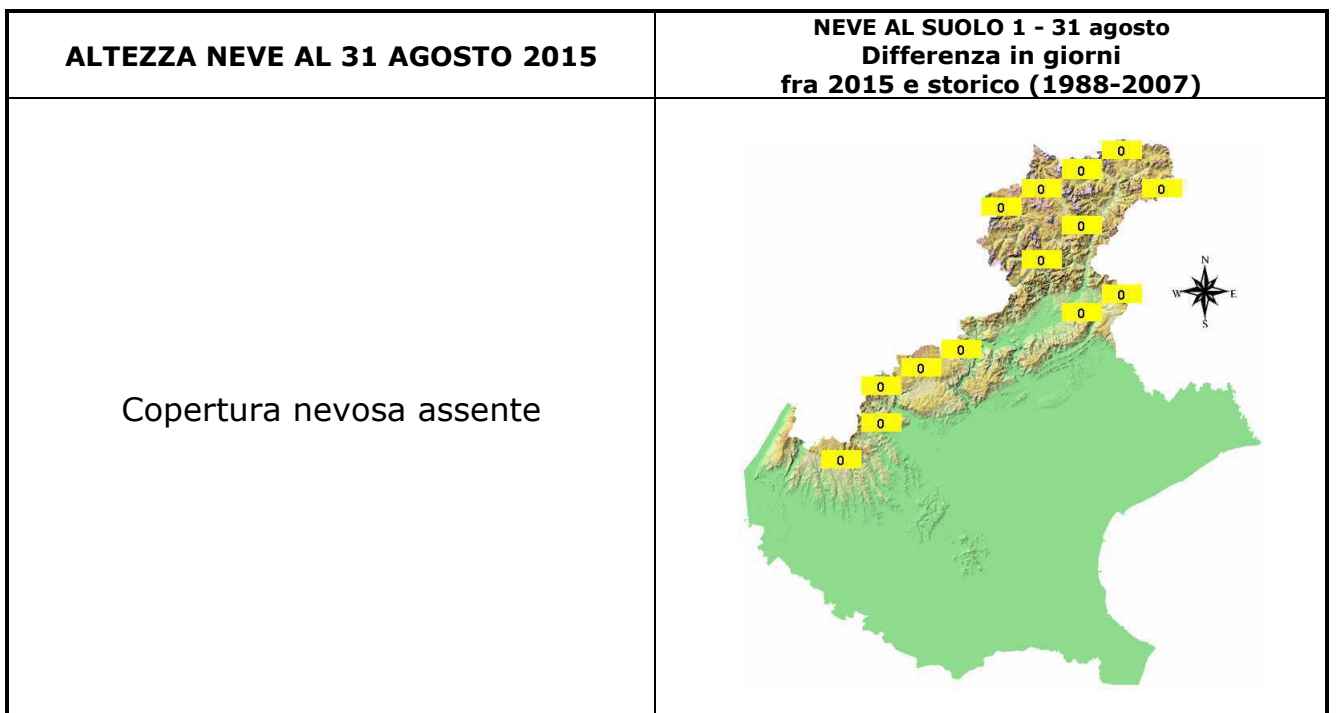 ALTEZZA NEVE AL 31 AGOSTO 2015
NEVE AL SUOLO 1 - 31 agosto
Differenza in giorni
fra 2015 e storico (1988-2007)
Copertura nevosa assente
0
0
0
0
0
0
0
0
0
0
0
0
0
0
N
W E
S